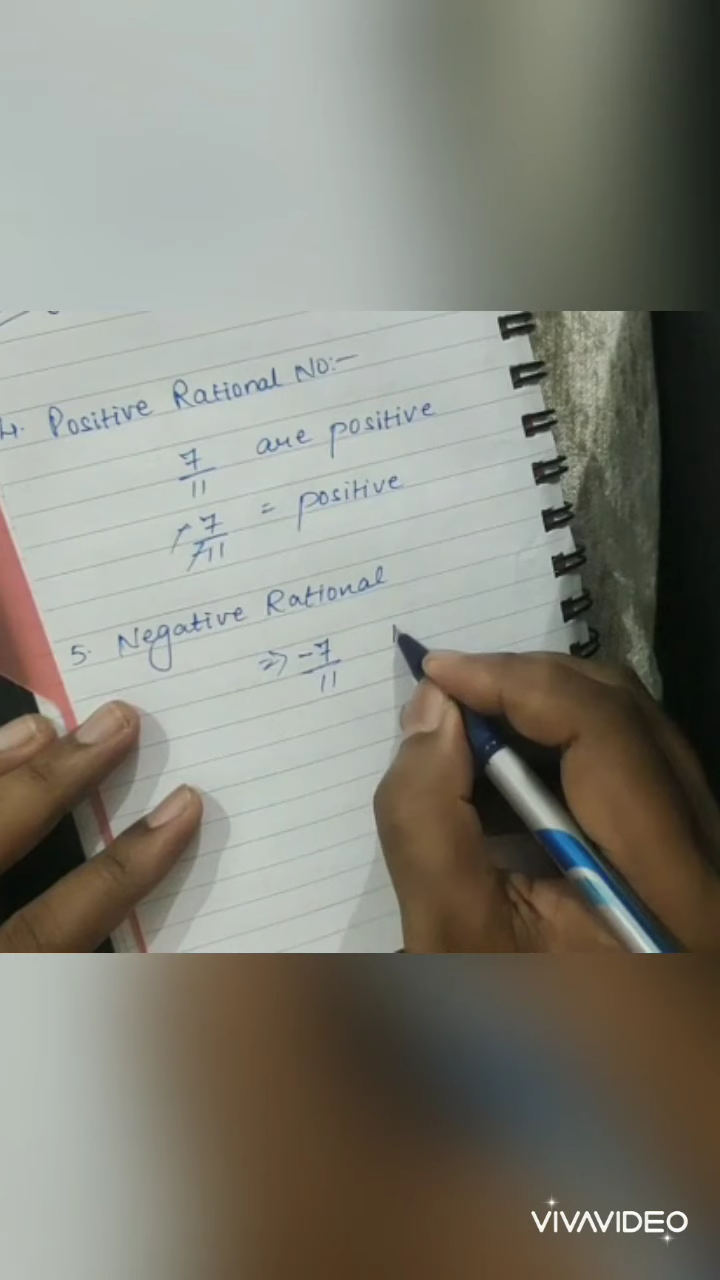 4. Positive Rational No:-
7/11 are positive
-7/-11 = positive
5. Negative Rational
=> -7/11
VIVAVIDEO